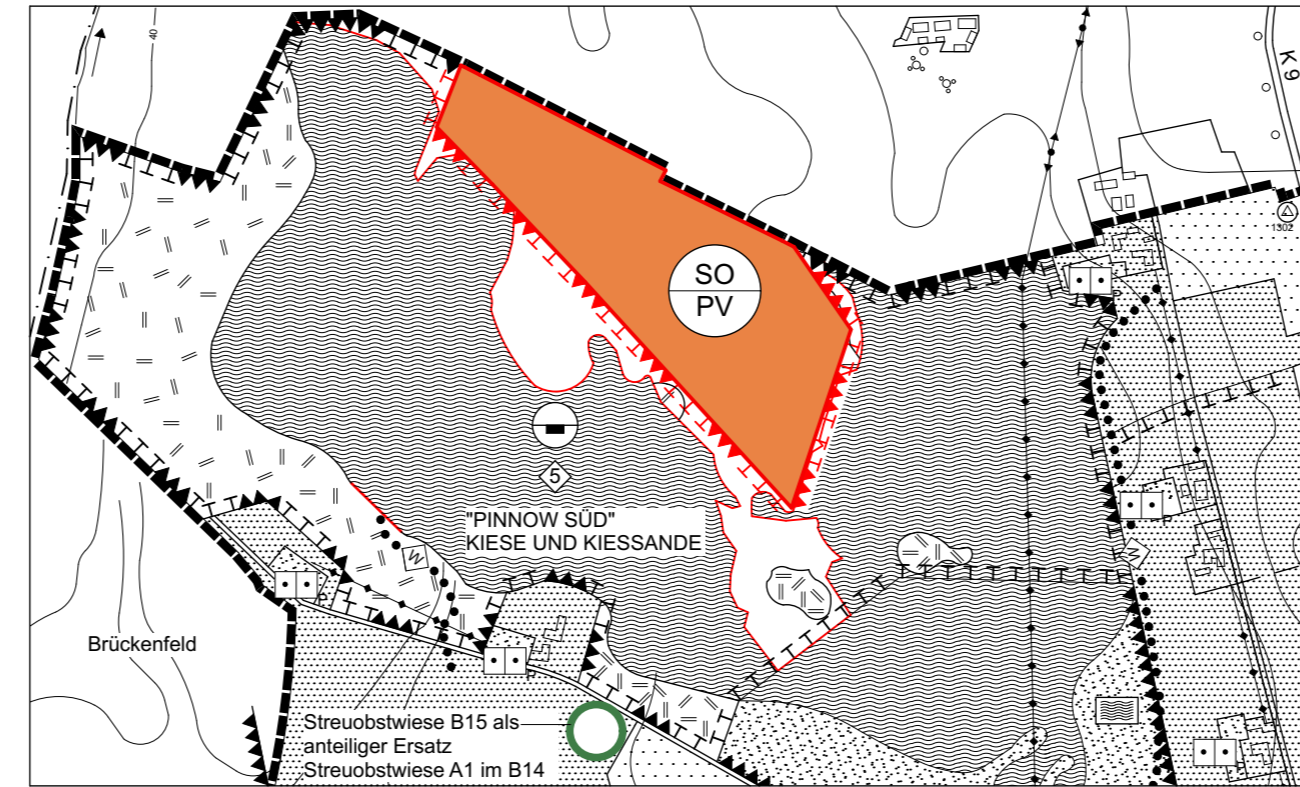 40
K 9
1302
SO
PV
5
"PINNOW SÜD"
KIESE UND KIESSANDE
W
W
P
P
P
Brückenfeld
Streuobstwiese B15 als
anteiliger Ersatz
Streuobstwiese A1 im B14